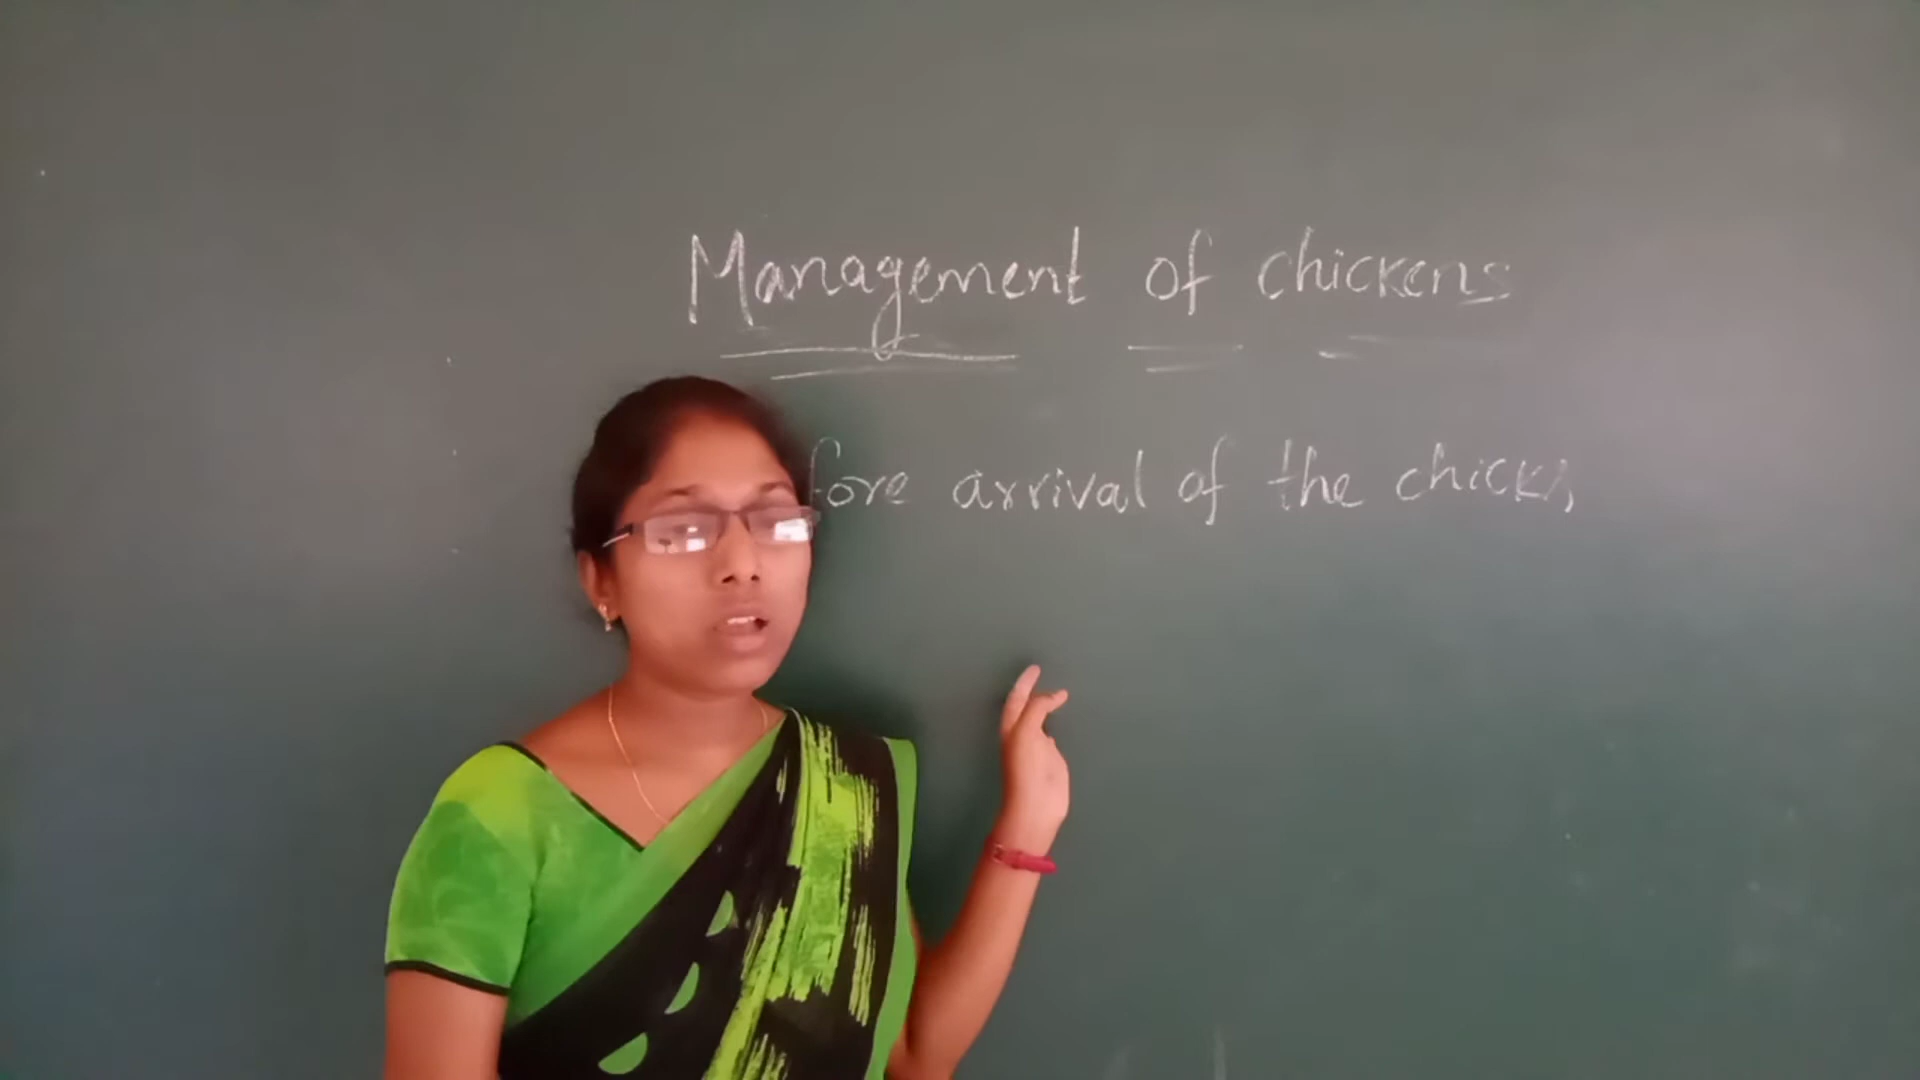 Management of chickens
fore arrival of the chicks,